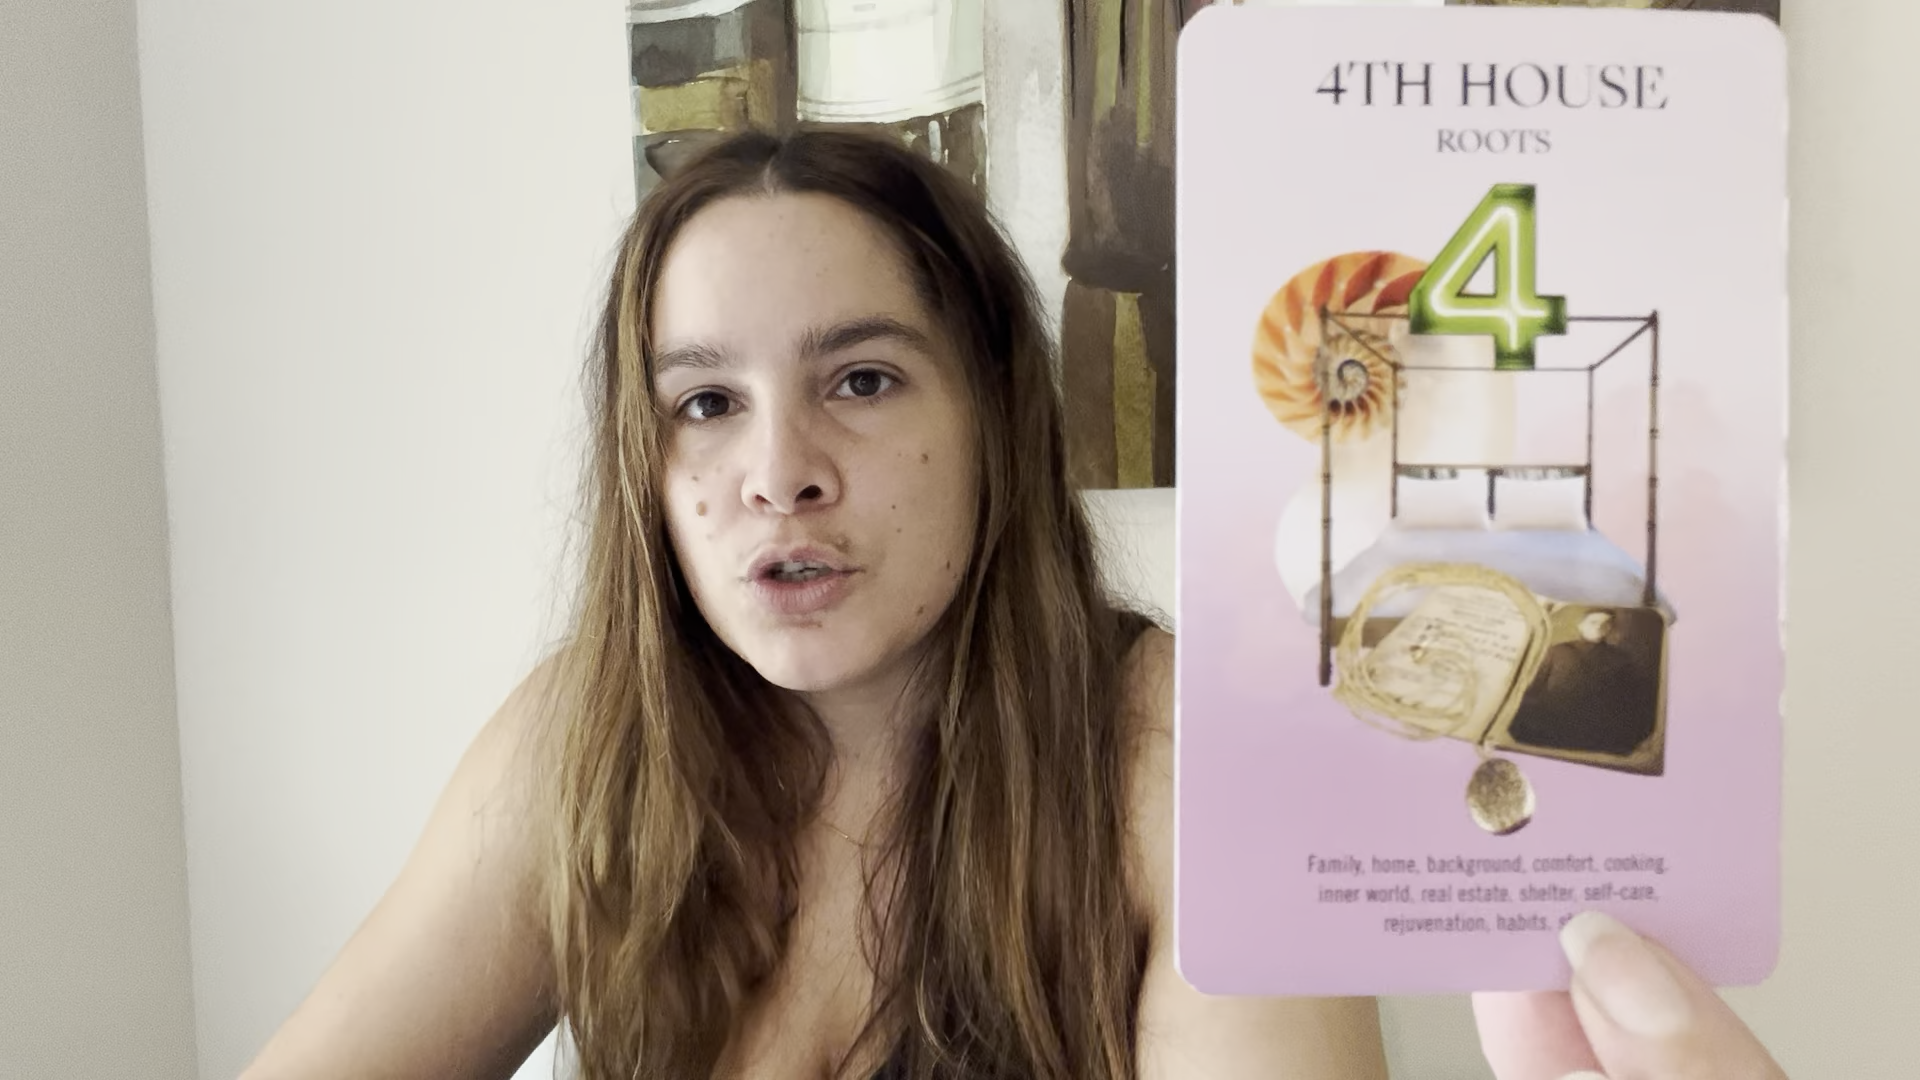 4TH HOUSE
ROOTS
4
Family, home, background, comfort, cooking,
inner world, real estate, shelter, self-care,
rejuvenation, habits,